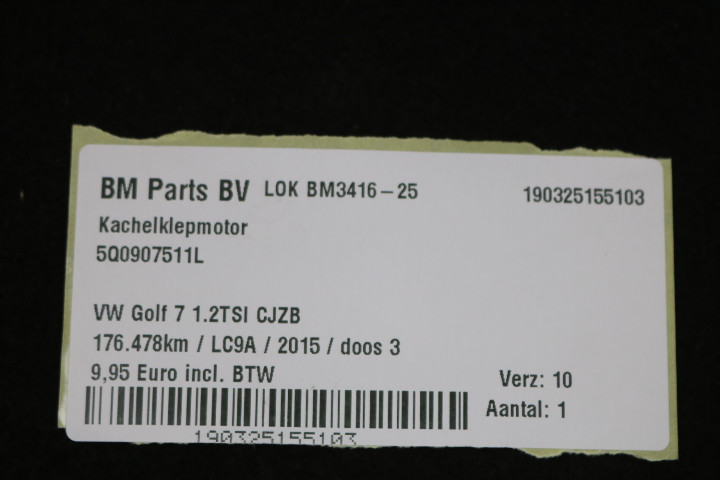 BM Parts BV LOK BM3416-25 190325155103
Kachelklepmotor
5Q0907511L
VW Golf 7 1.2TSI CJZB
176.478km / LC9A / 2015 / doos 3
9,95 Euro incl. BTW Verz: 10
Aantal: 1
190325155103